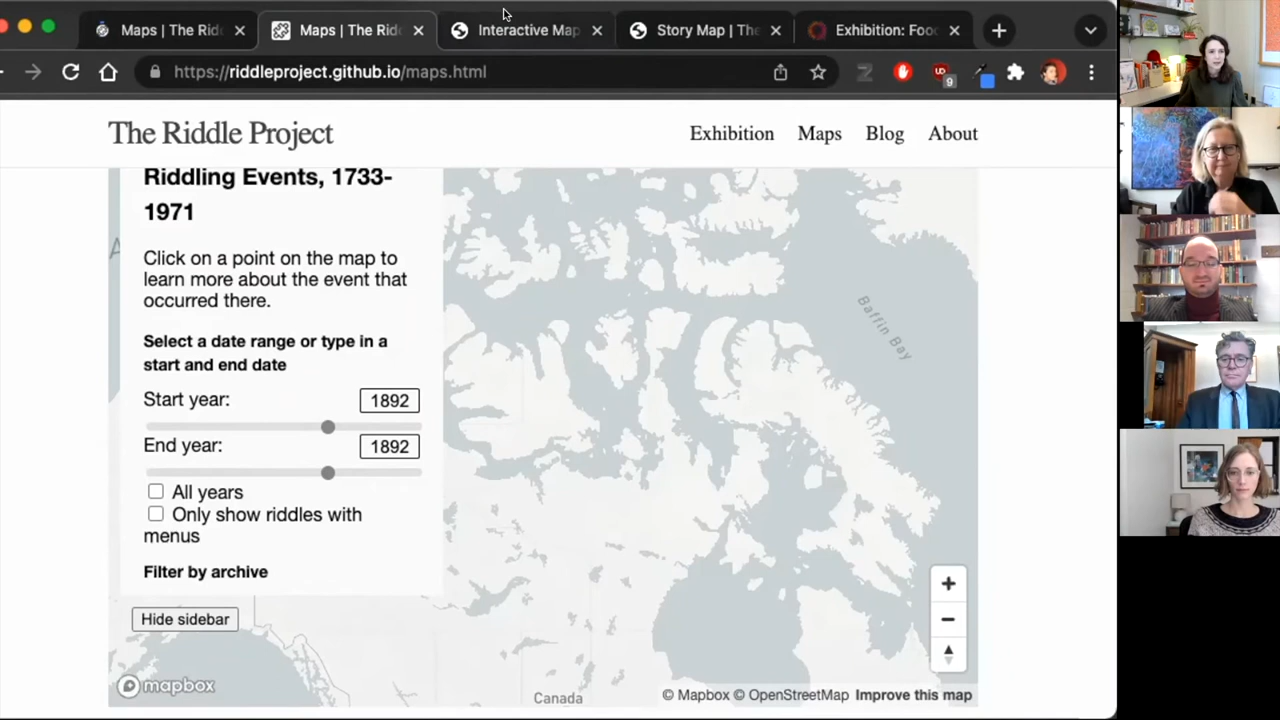 Maps | The Rid
Maps | The Rid
Interactive Map
Story Map | The
Exhibition: Foo
https://riddleproject.github.io/maps.html
9
The Riddle Project
Exhibition
Maps
Blog
About
Riddling Events, 1733-
1971
Click on a point on the map to
learn more about the event that
occurred there.
Select a date range or type in a
start and end date
Start year:
1892
End year:
1892
All years
Only show riddles with
menus
Filter by archive
Hide sidebar
Baffin Bay
Canada
mapbox
© Mapbox © OpenStreetMap Improve this map